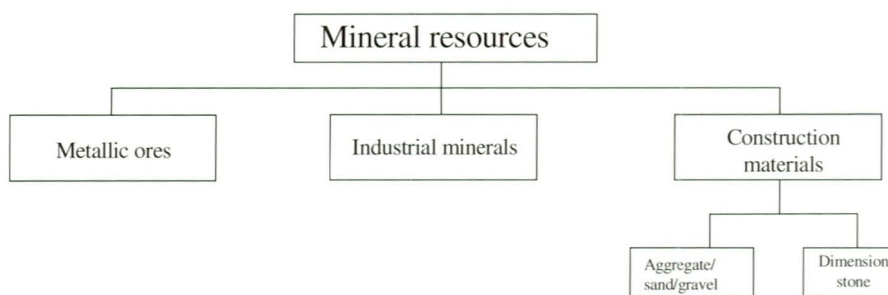 Mineral resources
Metallic ores
Industrial minerals
Construction
materials
Aggregate/
sand/gravel
Dimension
stone